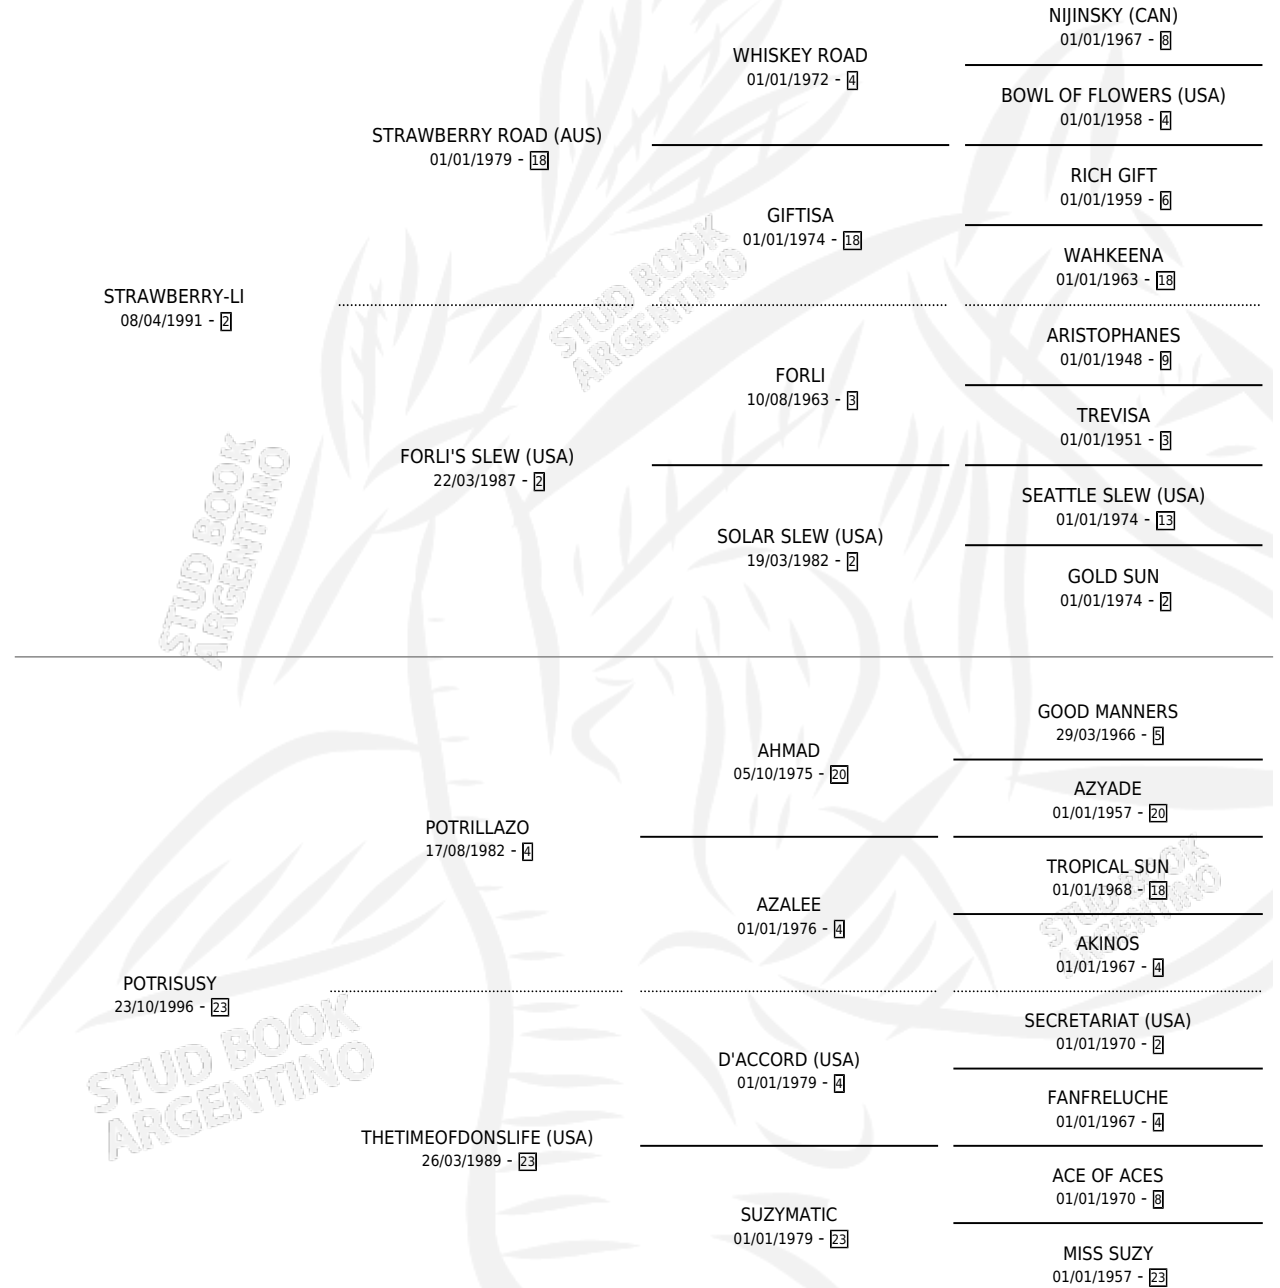 NIJINSKY (CAN)
01/01/1967 - 8
WHISKEY ROAD
01/01/1972 - 4
BOWL OF FLOWERS (USA)
01/01/1958 - 4
STRAWBERRY ROAD (AUS)
01/01/1979 - 18
RICH GIFT
01/01/1959 - 6
GIFTISA
01/01/1974 - 18
WAHKEENA
01/01/1963 - 18
STRAWBERRY-LI
08/04/1991 - 2
ARISTOPHANES
01/01/1948 - 9
FORLI
10/08/1963 - 3
TREVISA
01/01/1951 - 3
FORLI'S SLEW (USA)
22/03/1987 - 2
SEATTLE SLEW (USA)
01/01/1974 - 13
SOLAR SLEW (USA)
19/03/1982 - 2
GOLD SUN
01/01/1974 - 2
GOOD MANNERS
29/03/1966 - 5
AHMAD
05/10/1975 - 20
AZYADE
01/01/1957 - 20
POTRILLAZO
17/08/1982 - 4
TROPICAL SUN
01/01/1968 - 18
AZALEE
01/01/1976 - 4
AKINOS
01/01/1967 - 4
POTRISUSY
23/10/1996 - 23
SECRETARIAT (USA)
01/01/1970 - 2
D'ACCORD (USA)
01/01/1979 - 4
FANFRELUCHE
01/01/1967 - 4
THETIMEOFDONSLIFE (USA)
26/03/1989 - 23
ACE OF ACES
01/01/1970 - 8
SUZYMATIC
01/01/1979 - 23
MISS SUZY
01/01/1957 - 23
STUD BOOK
ARGENTINO
STUD BOOK
ARGENTINO
STUD BOOK
ARGENTINO
STUD BOOK
ARGENTINO